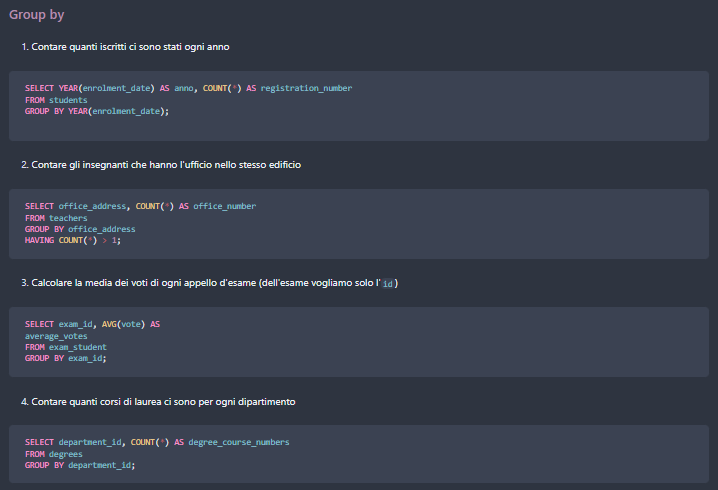 Group by
1. Contare quanti iscritti ci sono stati ogni anno
SELECT YEAR(enrolment_date) AS anno, COUNT(*) AS registration_number
FROM students
GROUP BY YEAR(enrolment_date);
2. Contare gli insegnanti che hanno l'ufficio nello stesso edificio
SELECT office_address, COUNT(*) AS office_number
FROM teachers
GROUP BY office_address
HAVING COUNT(*) > 1;
3. Calcolare la media dei voti di ogni appello d'esame (dell'esame vogliamo solo l'id)
SELECT exam_id, AVG(vote) AS
average_votes
FROM exam_student
GROUP BY exam_id;
4. Contare quanti corsi di laurea ci sono per ogni dipartimento
SELECT department_id, COUNT(*) AS degree_course_numbers
FROM degrees
GROUP BY department_id;